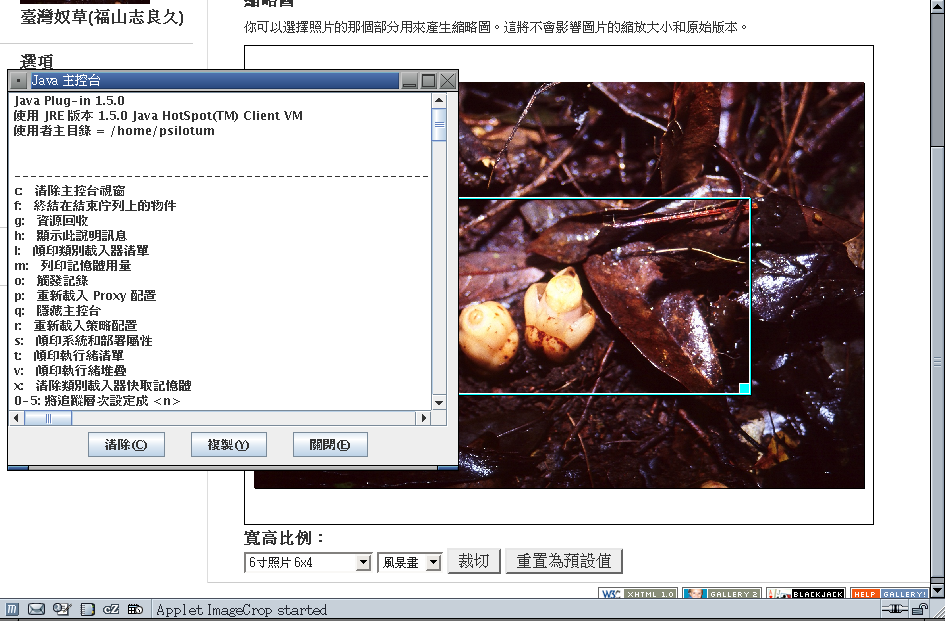 臺灣奴草(福山志良久)
選項
縮略圖
你可以選擇照片的那個部分用來產生縮略圖。這將不會影響圖片的縮放大小和原始版本。
Java 主控台
Java Plug-in 1.5.0
使用 JRE 版本 1.5.0 Java HotSpot(TM) Client VM
使用者主目錄 = /home/psilotum
----------------------------------------------------
c: 清除主控台視窗
f: 終結在結束佇列上的物件
g: 資源回收
h: 顯示此說明訊息
l: 傾印類別載入器清單
m: 列印記憶體用量
o: 觸發記錄
p: 重新載入 Proxy 配置
q: 隱藏主控台
r: 重新載入策略配置
s: 傾印系統和部署屬性
t: 傾印執行緒清單
v: 傾印執行緒堆疊
x: 清除類別載入器快取記憶體
0-5: 將追蹤層次設定成 <n>
清除(C) 複製(Y) 關閉(E)
寬高比例：
6寸照片 6x4 風景畫 裁切 重置為預設值
W3C XHTML 1.0 GALLERY 2 BLACKJACK HELP GALLERY!
Applet ImageCrop started